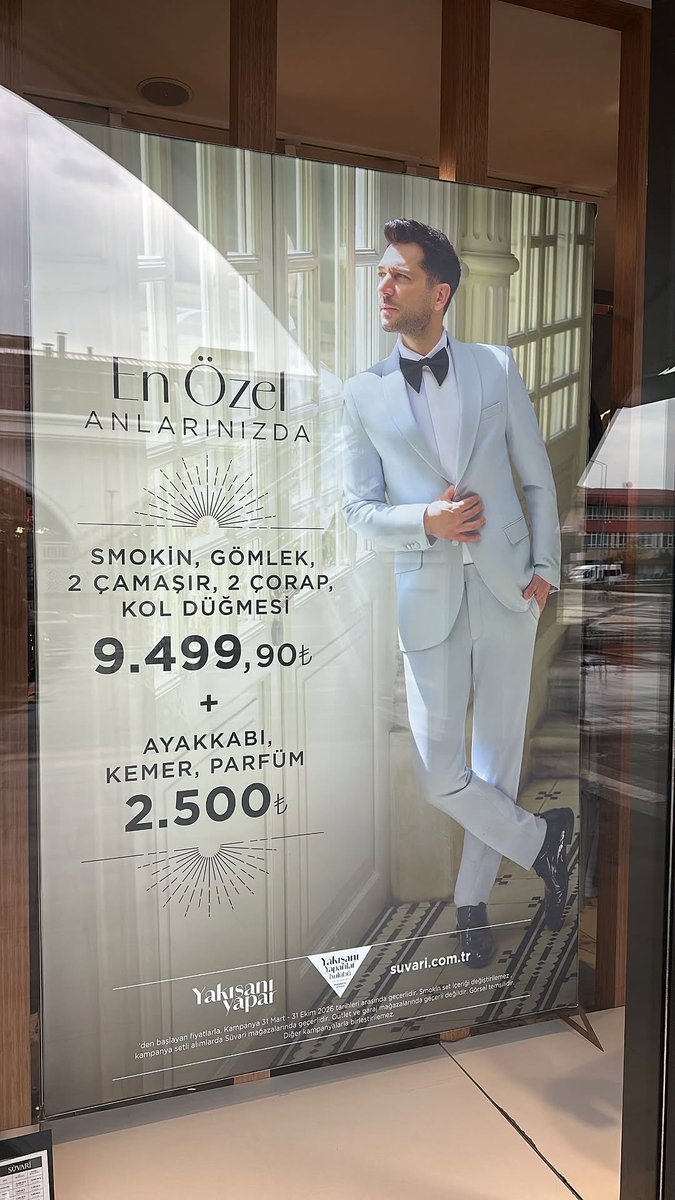 En Özel
ANLARINIZDA
SMOKİN, GÖMLEK,
2 ÇAMAŞIR, 2 ÇORAP,
KOL DÜĞMESİ
9.499,90₺
+
AYAKKABI,
KEMER, PARFÜM
2.500₺
Yakışanı
yapar
Yakışanı
Yapanlar
Kulübü
suvari.com.tr
'den başlayan fiyatlarla. Kampanya 31 Mart - 31 Ekim 2026 tarihleri arasında geçerlidir. Smokin set içeriği değiştirilemez
kampanya setli alımlarda Süvari mağazalarında geçerlidir. Outlet ve garaj mağazalarında geçerli değildir. Görsel temsilidir.
Diğer kampanyalarla birleştirilemez.
SÜVARİ